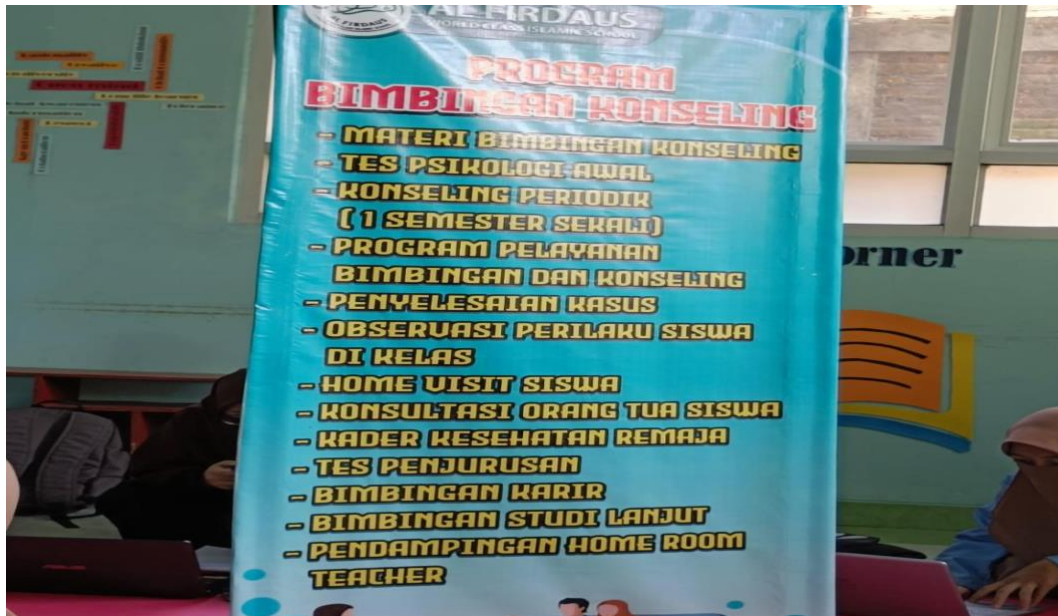 AL FIRDAUS
WORLD CLASS ISLAMIC SCHOOL
AL FIRDAUS
PROGRAM
BIMBINGAN KONSELING
- MATERI BIMBINGAN KONSELING
- TES PSIKOLOGI AWAL
- KONSELING PERIODIK
( 1 SEMESTER SEKALI)
- PROGRAM PELAYANAN
BIMBINGAN DAN KONSELING
- PENYELESAIAN KASUS
- OBSERVASI PERILAKU SISWA
DI KELAS
- HOME VISIT SISWA
- KONSULTASI ORANG TUA SISWA
- KADER KESEHATAN REMAJA
- TES PENJURUSAN
- BIMBINGAN KARIR
- BIMBINGAN STUDI LANJUT
- PENDAMPINGAN HOME ROOM
TEACHER
orner